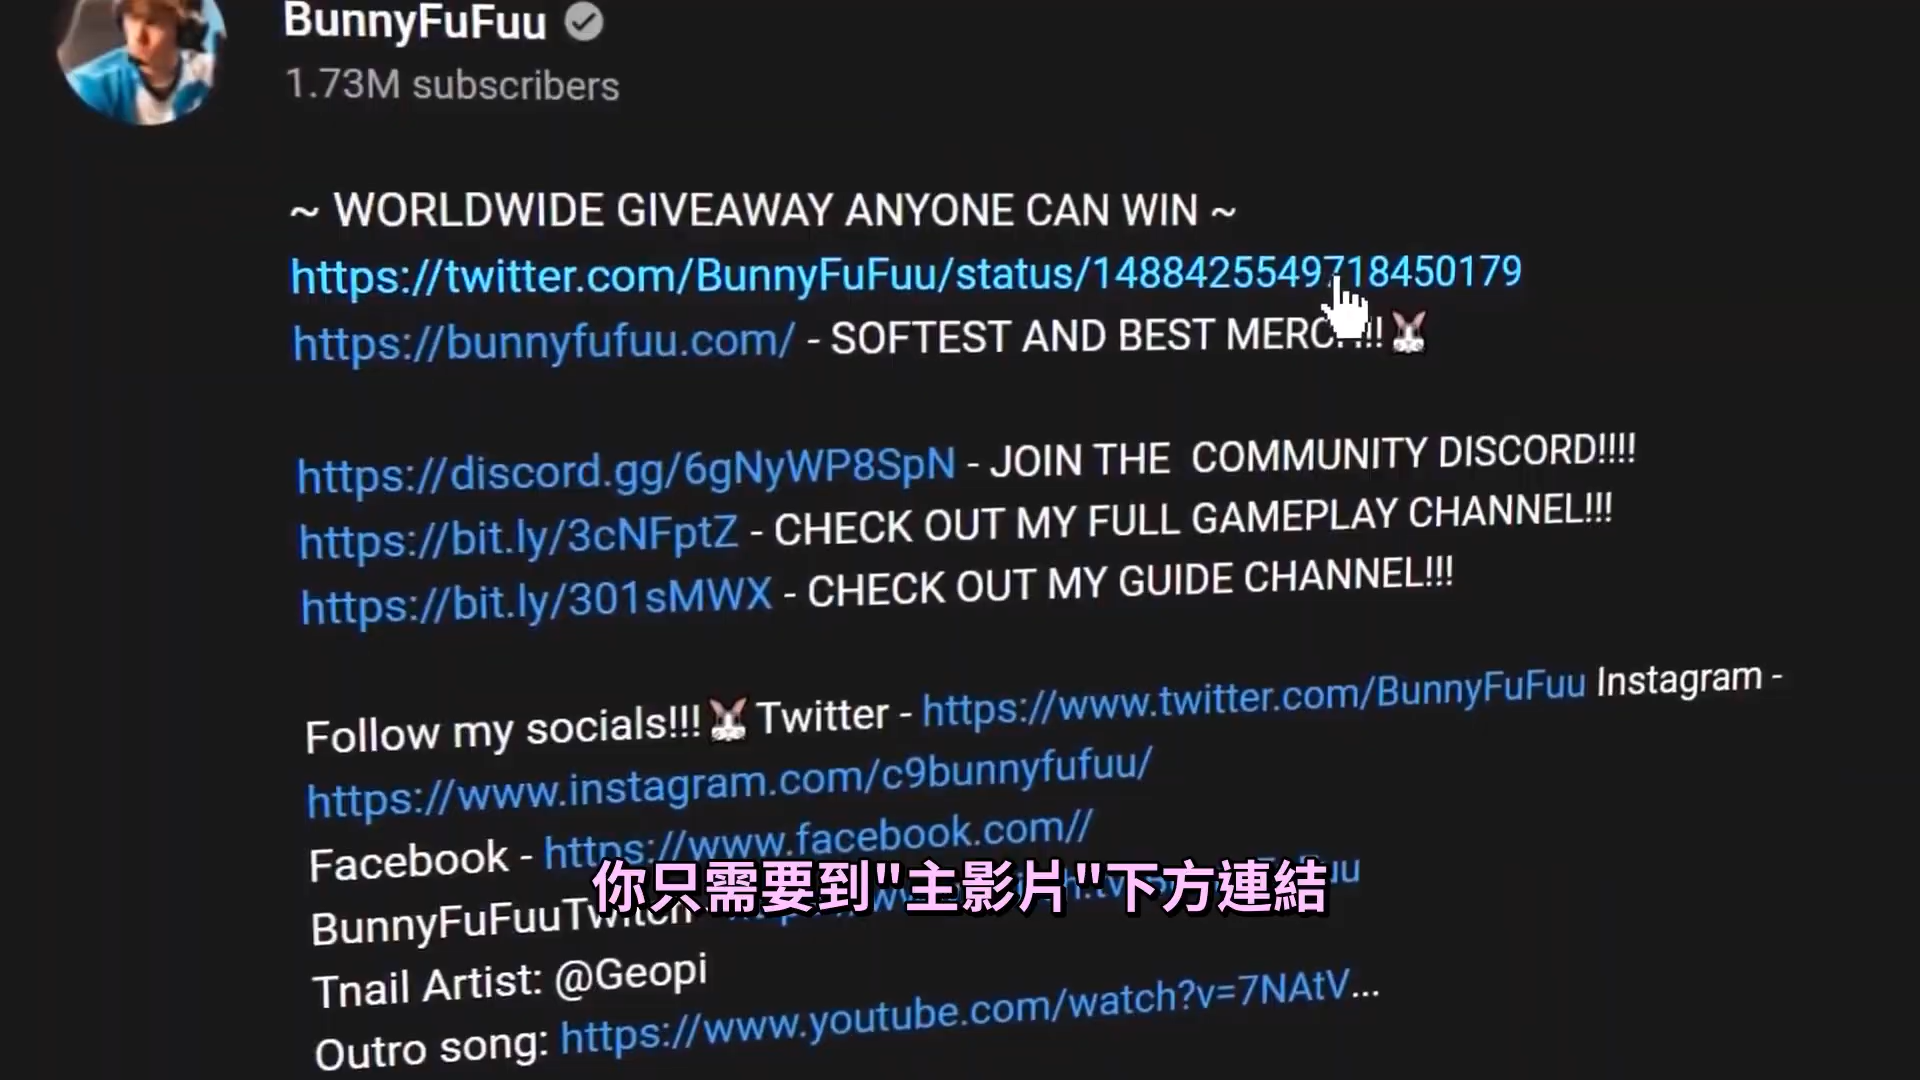 BunnyFuFuu
1.73M subscribers
~ WORLDWIDE GIVEAWAY ANYONE CAN WIN ~
https://twitter.com/BunnyFuFuu/status/1488425549718450179
https://bunnyfufuu.com/ - SOFTEST AND BEST !!
https://discord.gg/6gNyWP8SpN - JOIN THE COMMUNITY DISCORD!!!!
https://bit.ly/3cNFptZ - CHECK OUT MY FULL GAMEPLAY CHANNEL!!!
https://bit.ly/301sMWX - CHECK OUT MY GUIDE CHANNEL!!!
Follow my socials!!! Twitter - https://www.twitter.com/BunnyFuFuu Instagram -
https://www.instagram.com/c9bunnyfufuu/
Facebook - https://www.facebook.com//
你只需要到"主影片"下方連結
BunnyFuFuuTwitch
Tnail Artist: @Geopi
Outro song: https://www.youtube.com/watch?v=7NAtV...